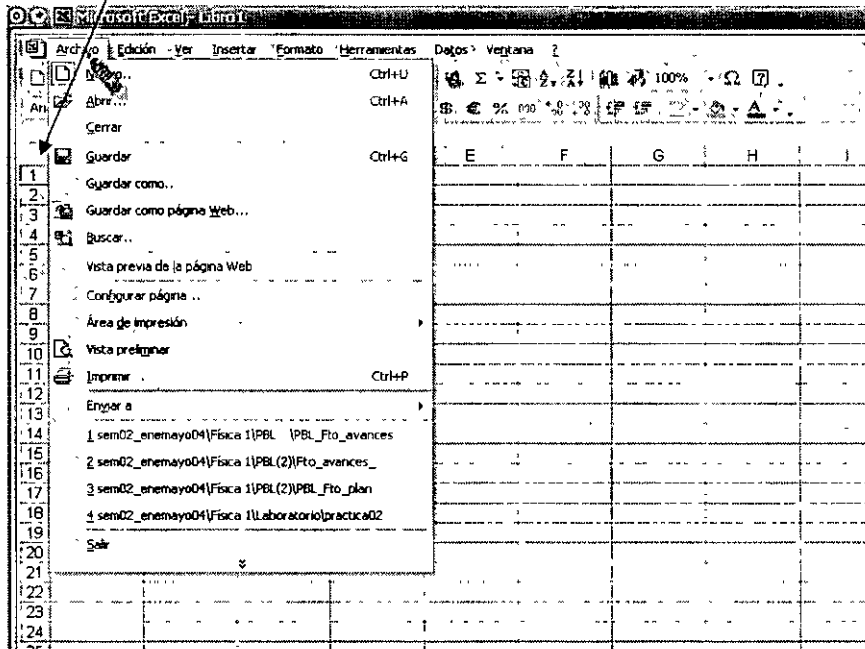 Microsoft Excel - Libro1
Archivo Edición Ver Insertar Formato Herramientas Datos Ventana ?
Nuevo... Ctrl+U
Σ 100% Ω ?
Abrir... Ctrl+A
€ % 000
Cerrar
Guardar Ctrl+G
E F G H I
Guardar como..
Guardar como página Web...
Buscar..
Vista previa de la página Web
Configurar página ..
Área de impresión
Vista preliminar
Imprimir . Ctrl+P
Enviar a
1 sem02_enemayo04\Física 1\PBL \PBL_Fto_avances
2 sem02_enemayo04\Física 1\PBL(2)\Fto_avances_
3 sem02_enemayo04\Física 1\PBL(2)\PBL_Fto_plan
4 sem02_enemayo04\Física 1\Laboratorio\practica02
Salir
1
2
3
4
5
6
7
8
9
10
11
12
13
14
15
16
17
18
19
20
21
22
23
24